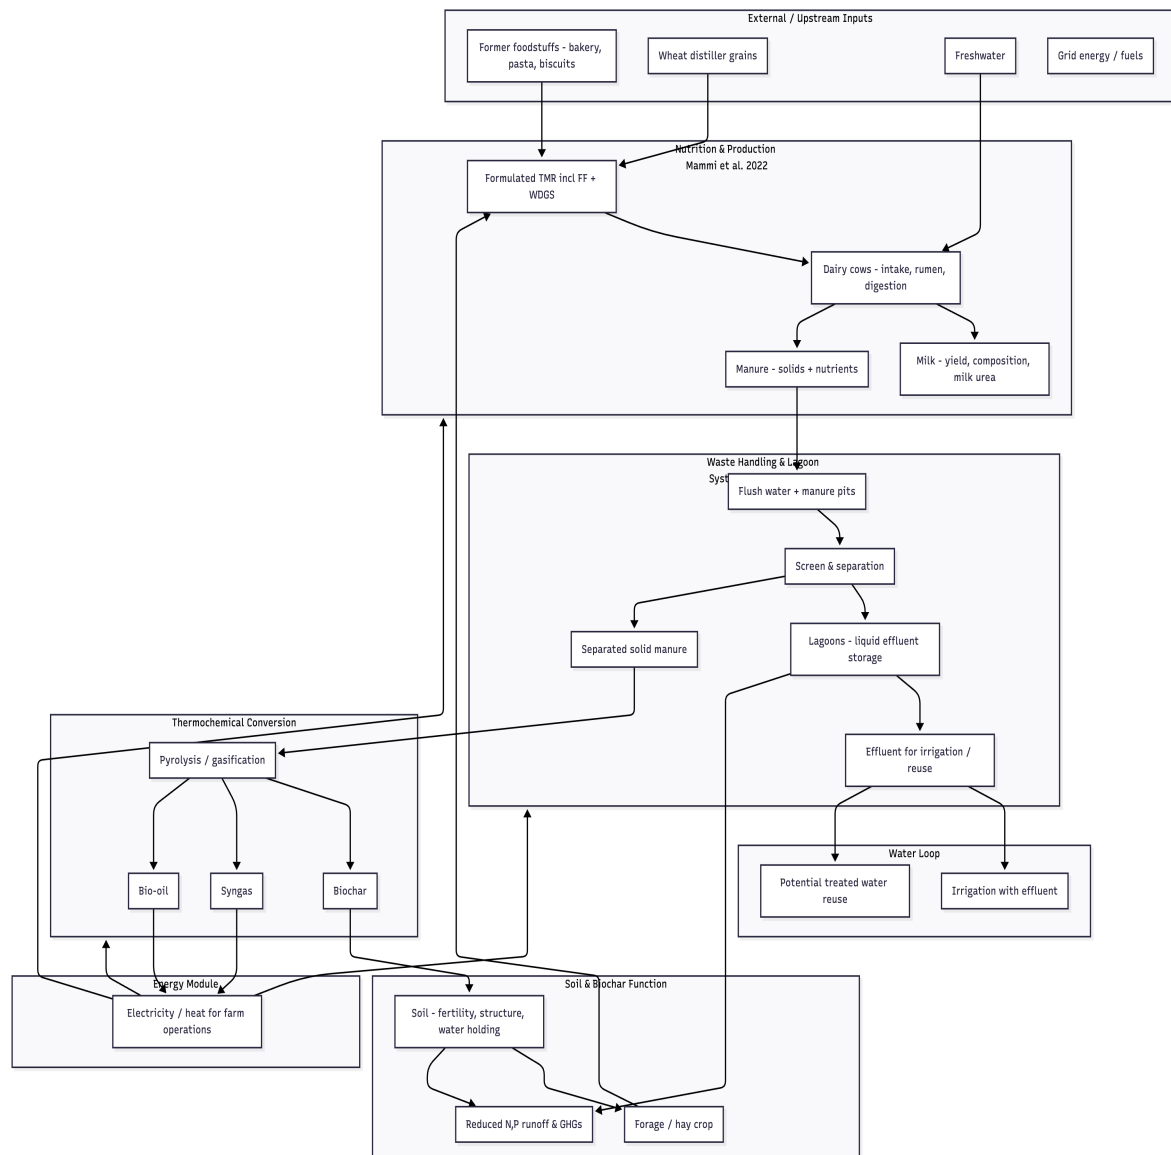 External / Upstream Inputs
Former foodstuffs - bakery,
pasta, biscuits
Wheat distiller grains
Freshwater
Grid energy / fuels
Nutrition & Production
Mammi et al. 2022
Formulated TMR incl FF +
WDGS
Dairy cows - intake, rumen,
digestion
Manure - solids + nutrients
Milk - yield, composition,
milk urea
Waste Handling & Lagoon
Flush water + manure pits
Screen & separation
Separated solid manure
Lagoons - liquid effluent
storage
Effluent for irrigation /
reuse
Thermochemical Conversion
Pyrolysis / gasification
Bio-oil
Syngas
Biochar
Water Loop
Potential treated water
reuse
Irrigation with effluent
Energy Module
Electricity / heat for farm
operations
Soil & Biochar Function
Soil - fertility, structure,
water holding
Reduced N,P runoff & GHGs
Forage / hay crop